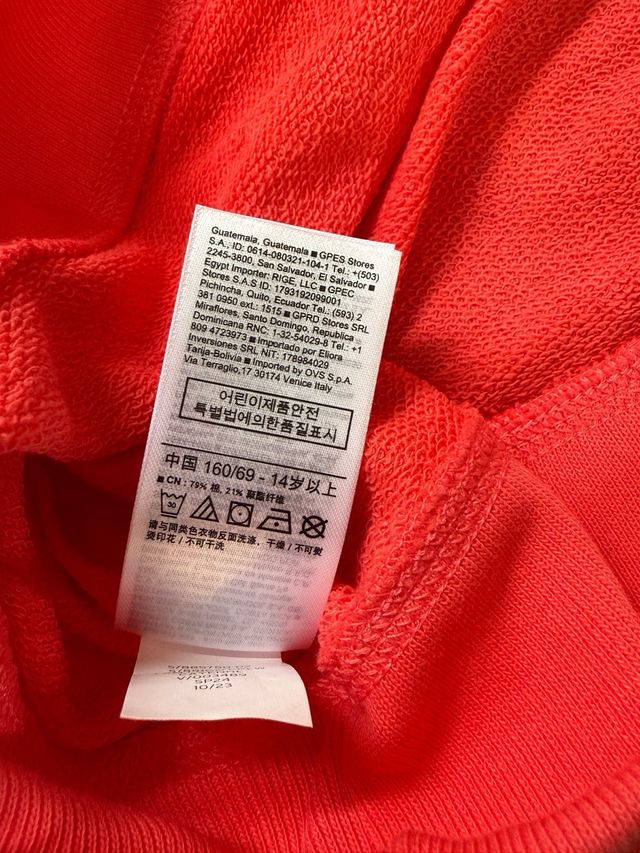 Guatemala, Guatemala ■ GPES Stores
S.A., ID: 0614-080321-104-1 Tel.: +(503)
2245-3800, San Salvador, El Salvador ■
Egypt Importer: RIGE, LLC ■ GPEC
Stores S.A.S ID: 1793192099001
Pichincha, Quito, Ecuador Tel.: (593) 2
381 0950 ext.: 1515 ■ GPRD Stores SRL
Miraflores, Santo Domingo, Republica
Dominicana RNC: 1-32-54029-8 Tel.: +1
809 4723973 ■ Importado por Eliora
Inversiones SRL NIT: 178984029
Tarija-Bolivia ■ Imported by OVS S.p.A.
Via Terraglio,17 30174 Venice Italy
어린이제품안전
특별법에의한품질표시
中国 160/69 - 14岁以上
■ CN: 79% 棉, 21% 聚酯纤维
30
请与同类色衣物反面洗涤, 干燥 / 不可熨
烫印花 / 不可干洗
V/003485
SP24
10/23